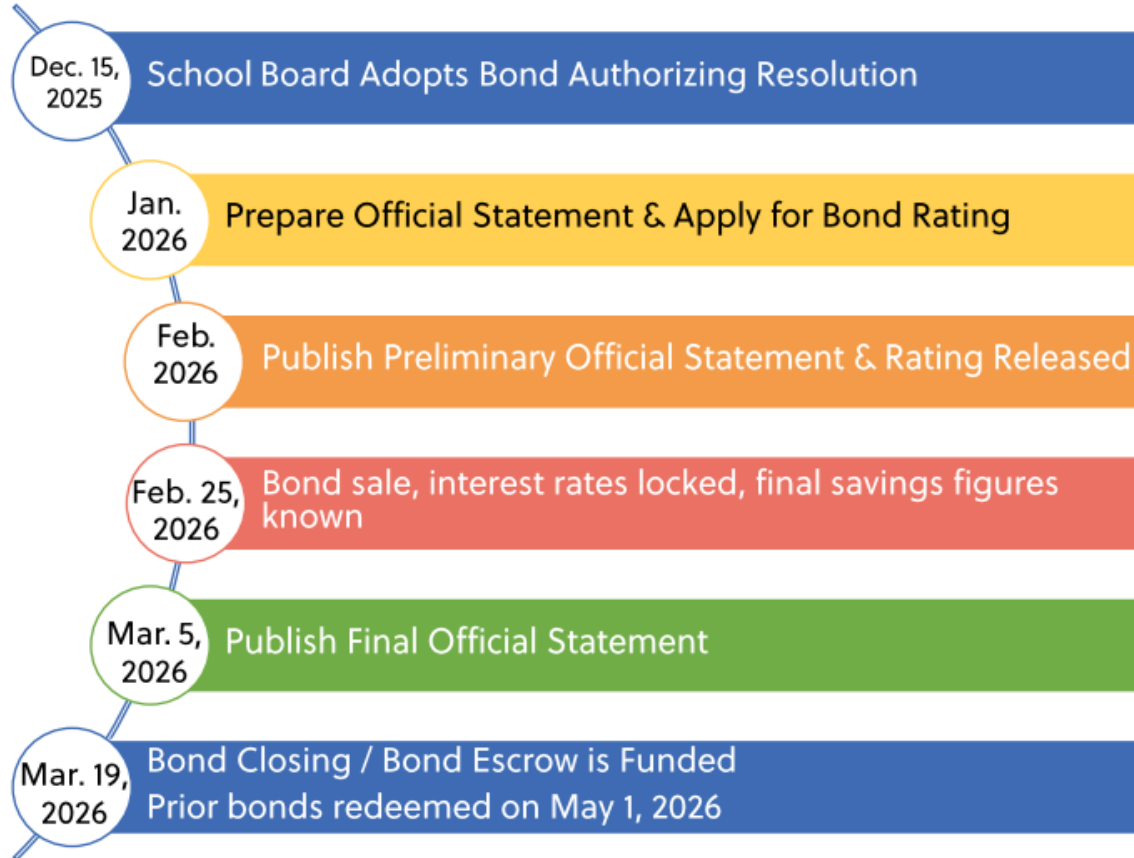 Dec. 15,
2025
School Board Adopts Bond Authorizing Resolution
Jan.
2026
Prepare Official Statement & Apply for Bond Rating
Feb.
2026
Publish Preliminary Official Statement & Rating Released
Feb. 25,
2026
Bond sale, interest rates locked, final savings figures
known
Mar. 5,
2026
Publish Final Official Statement
Mar. 19,
2026
Bond Closing / Bond Escrow is Funded
Prior bonds redeemed on May 1, 2026